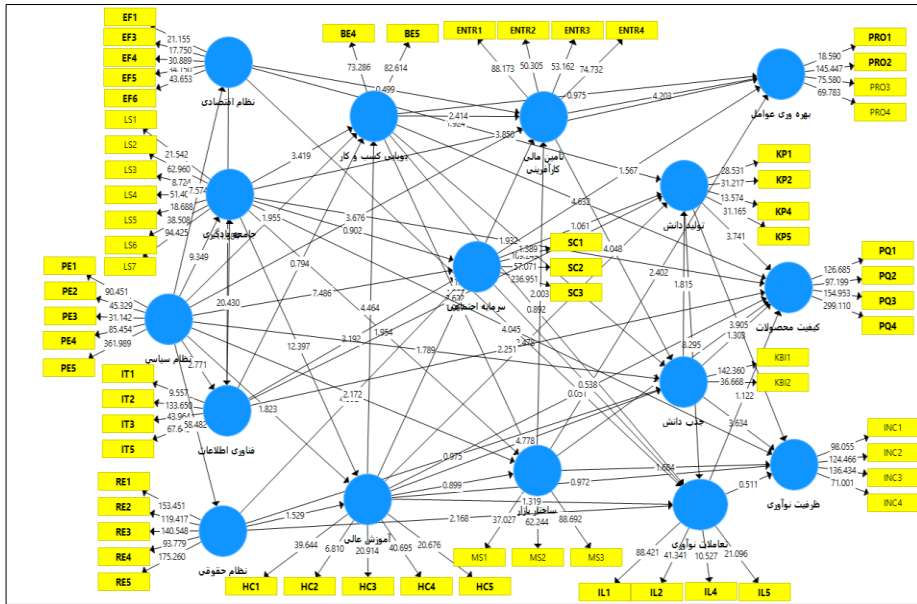 EF1
EF3
EF4
EF5
EF6
21.155
17.750
30.889
43.653
نظام اقتصادی
BE4
BE5
73.286
82.614
پویایی کسب و کار
ENTR1
ENTR2
ENTR3
ENTR4
88.173
50.305
53.162
74.732
تامین مالی
کارآفرینی
PRO1
PRO2
PRO3
PRO4
18.590
145.447
75.580
69.783
بهره وری عوامل
0.499
2.414
0.975
4.203
3.850
LS1
LS2
LS3
LS4
LS5
LS6
LS7
21.542
62.960
8.724
18.688
38.508
94.425
جامعه یادگیری
7.574
3.419
1.955
3.676
0.902
0.794
1.567
4.632
1.061
1.932
KP1
KP2
KP4
KP5
28.531
31.217
13.574
31.165
تولید دانش
3.741
SC1
SC2
SC3
57.071
236.951
سرمایه اجتماعی
4.048
2.402
1.815
PQ1
PQ2
PQ3
PQ4
126.685
97.199
154.953
299.110
کیفیت محصولات
PE1
PE2
PE3
PE4
PE5
90.451
45.329
31.142
85.454
361.989
نظام سیاسی
9.349
20.430
7.486
4.464
1.954
3.192
12.397
1.789
2.003
0.892
4.045
2.251
3.905
1.303
8.295
2.771
IT1
IT2
IT3
IT5
9.557
133.650
58.482
فناوری اطلاعات
1.823
2.172
0.538
1.122
KBI1
KBI2
142.360
36.668
جذب دانش
3.634
RE1
RE2
RE3
RE4
RE5
153.451
119.417
140.548
93.779
175.260
نظام حقوقی
1.529
0.975
0.899
4.778
0.972
2.168
0.511
HC1
HC2
HC3
HC4
HC5
39.644
6.810
20.914
40.695
20.676
آموزش عالی
MS1
MS2
MS3
37.027
62.244
88.692
1.319
ساختار بازار
IL1
IL2
IL4
IL5
88.421
41.341
10.527
21.096
تعاملات نوآوری
INC1
INC2
INC3
INC4
98.055
124.466
136.434
71.001
ظرفیت نوآوری